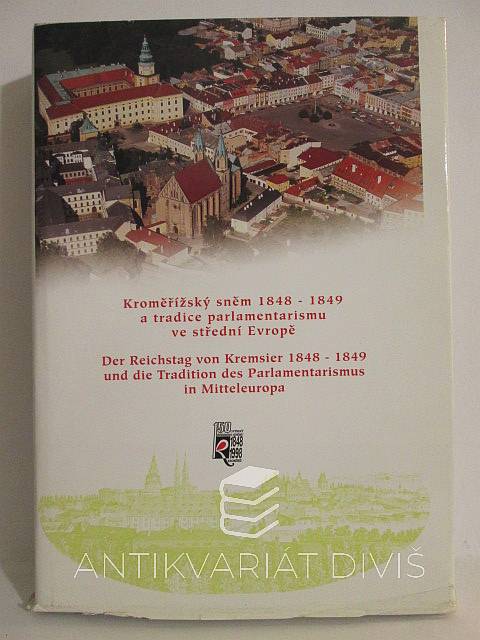 Kroměřížský sněm 1848 - 1849
a tradice parlamentarismu
ve střední Evropě
Der Reichstag von Kremsier 1848 - 1849
und die Tradition des Parlamentarismus
in Mitteleuropa
150
1848
1998
ANTIKVARIÁT DIVIŠ